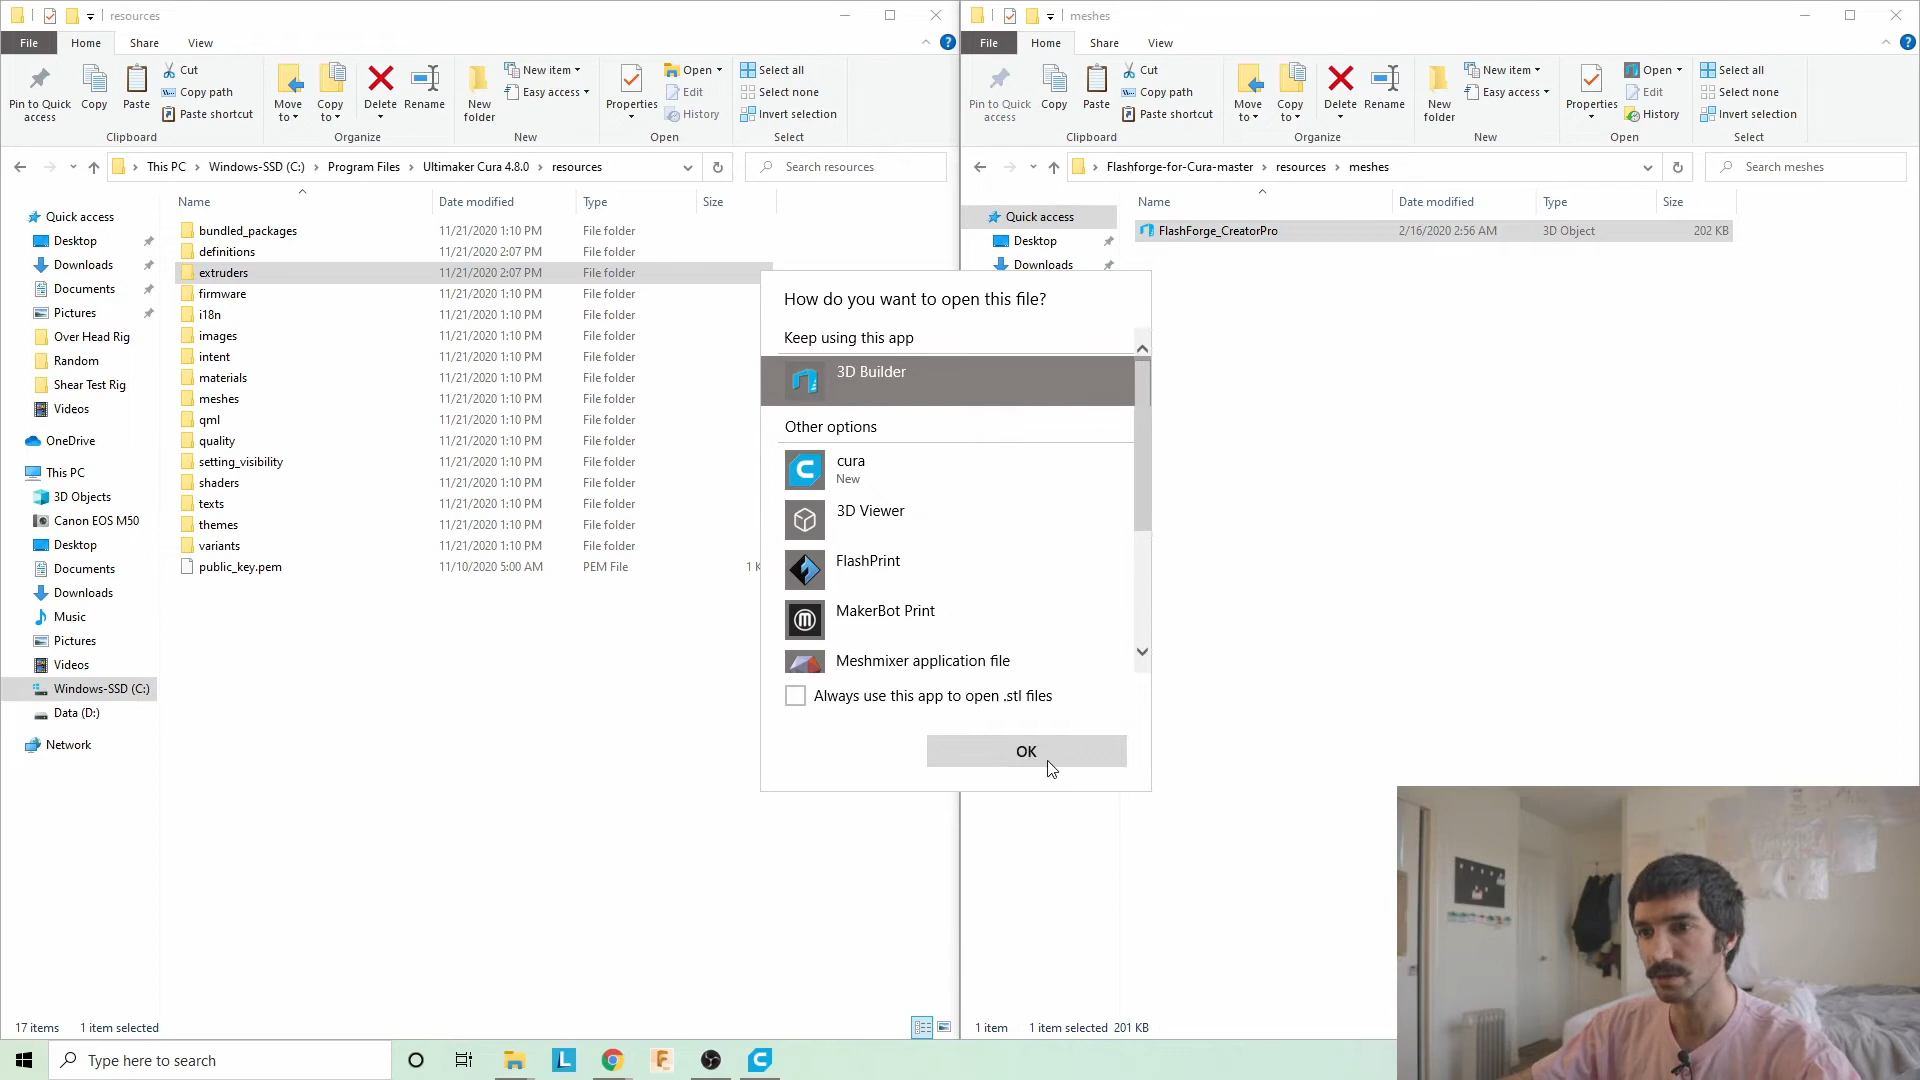 resources
File Home Share View
Pin to Quick access
Copy
Paste
Cut
Copy path
Paste shortcut
Clipboard
Move to
Copy to
Delete
Rename
Organize
New folder
New item
Easy access
New
Properties
Open
Edit
History
Open
Select all
Select none
Invert selection
Select
This PC > Windows-SSD (C:) > Program Files > Ultimaker Cura 4.8.0 > resources
Search resources
Quick access
Desktop
Downloads
Documents
Pictures
Over Head Rig
Random
Shear Test Rig
Videos
OneDrive
This PC
3D Objects
Canon EOS M50
Desktop
Documents
Downloads
Music
Pictures
Videos
Windows-SSD (C:)
Data (D:)
Network
Name Date modified Type Size
bundled_packages 11/21/2020 1:10 PM File folder
definitions 11/21/2020 2:07 PM File folder
extruders 11/21/2020 2:07 PM File folder
firmware 11/21/2020 1:10 PM File folder
i18n 11/21/2020 1:10 PM File folder
images 11/21/2020 1:10 PM File folder
intent 11/21/2020 1:10 PM File folder
materials 11/21/2020 1:10 PM File folder
meshes 11/21/2020 1:10 PM File folder
qml 11/21/2020 1:10 PM File folder
quality 11/21/2020 1:10 PM File folder
setting_visibility 11/21/2020 1:10 PM File folder
shaders 11/21/2020 1:10 PM File folder
texts 11/21/2020 1:10 PM File folder
themes 11/21/2020 1:10 PM File folder
variants 11/21/2020 1:10 PM File folder
public_key.pem 11/10/2020 5:00 AM PEM File 1 K
17 items 1 item selected
meshes
File Home Share View
Pin to Quick access
Copy
Paste
Cut
Copy path
Paste shortcut
Clipboard
Move to
Copy to
Delete
Rename
Organize
New folder
New item
Easy access
New
Properties
Open
Edit
History
Open
Select all
Select none
Invert selection
Select
Flashforge-for-Cura-master > resources > meshes
Search meshes
Quick access
Desktop
Downloads
Name Date modified Type Size
FlashForge_CreatorPro 2/16/2020 2:56 AM 3D Object 202 KB
1 item 1 item selected 201 KB
How do you want to open this file?
Keep using this app
3D Builder
Other options
cura
New
3D Viewer
FlashPrint
MakerBot Print
Meshmixer application file
Always use this app to open .stl files
OK
Type here to search